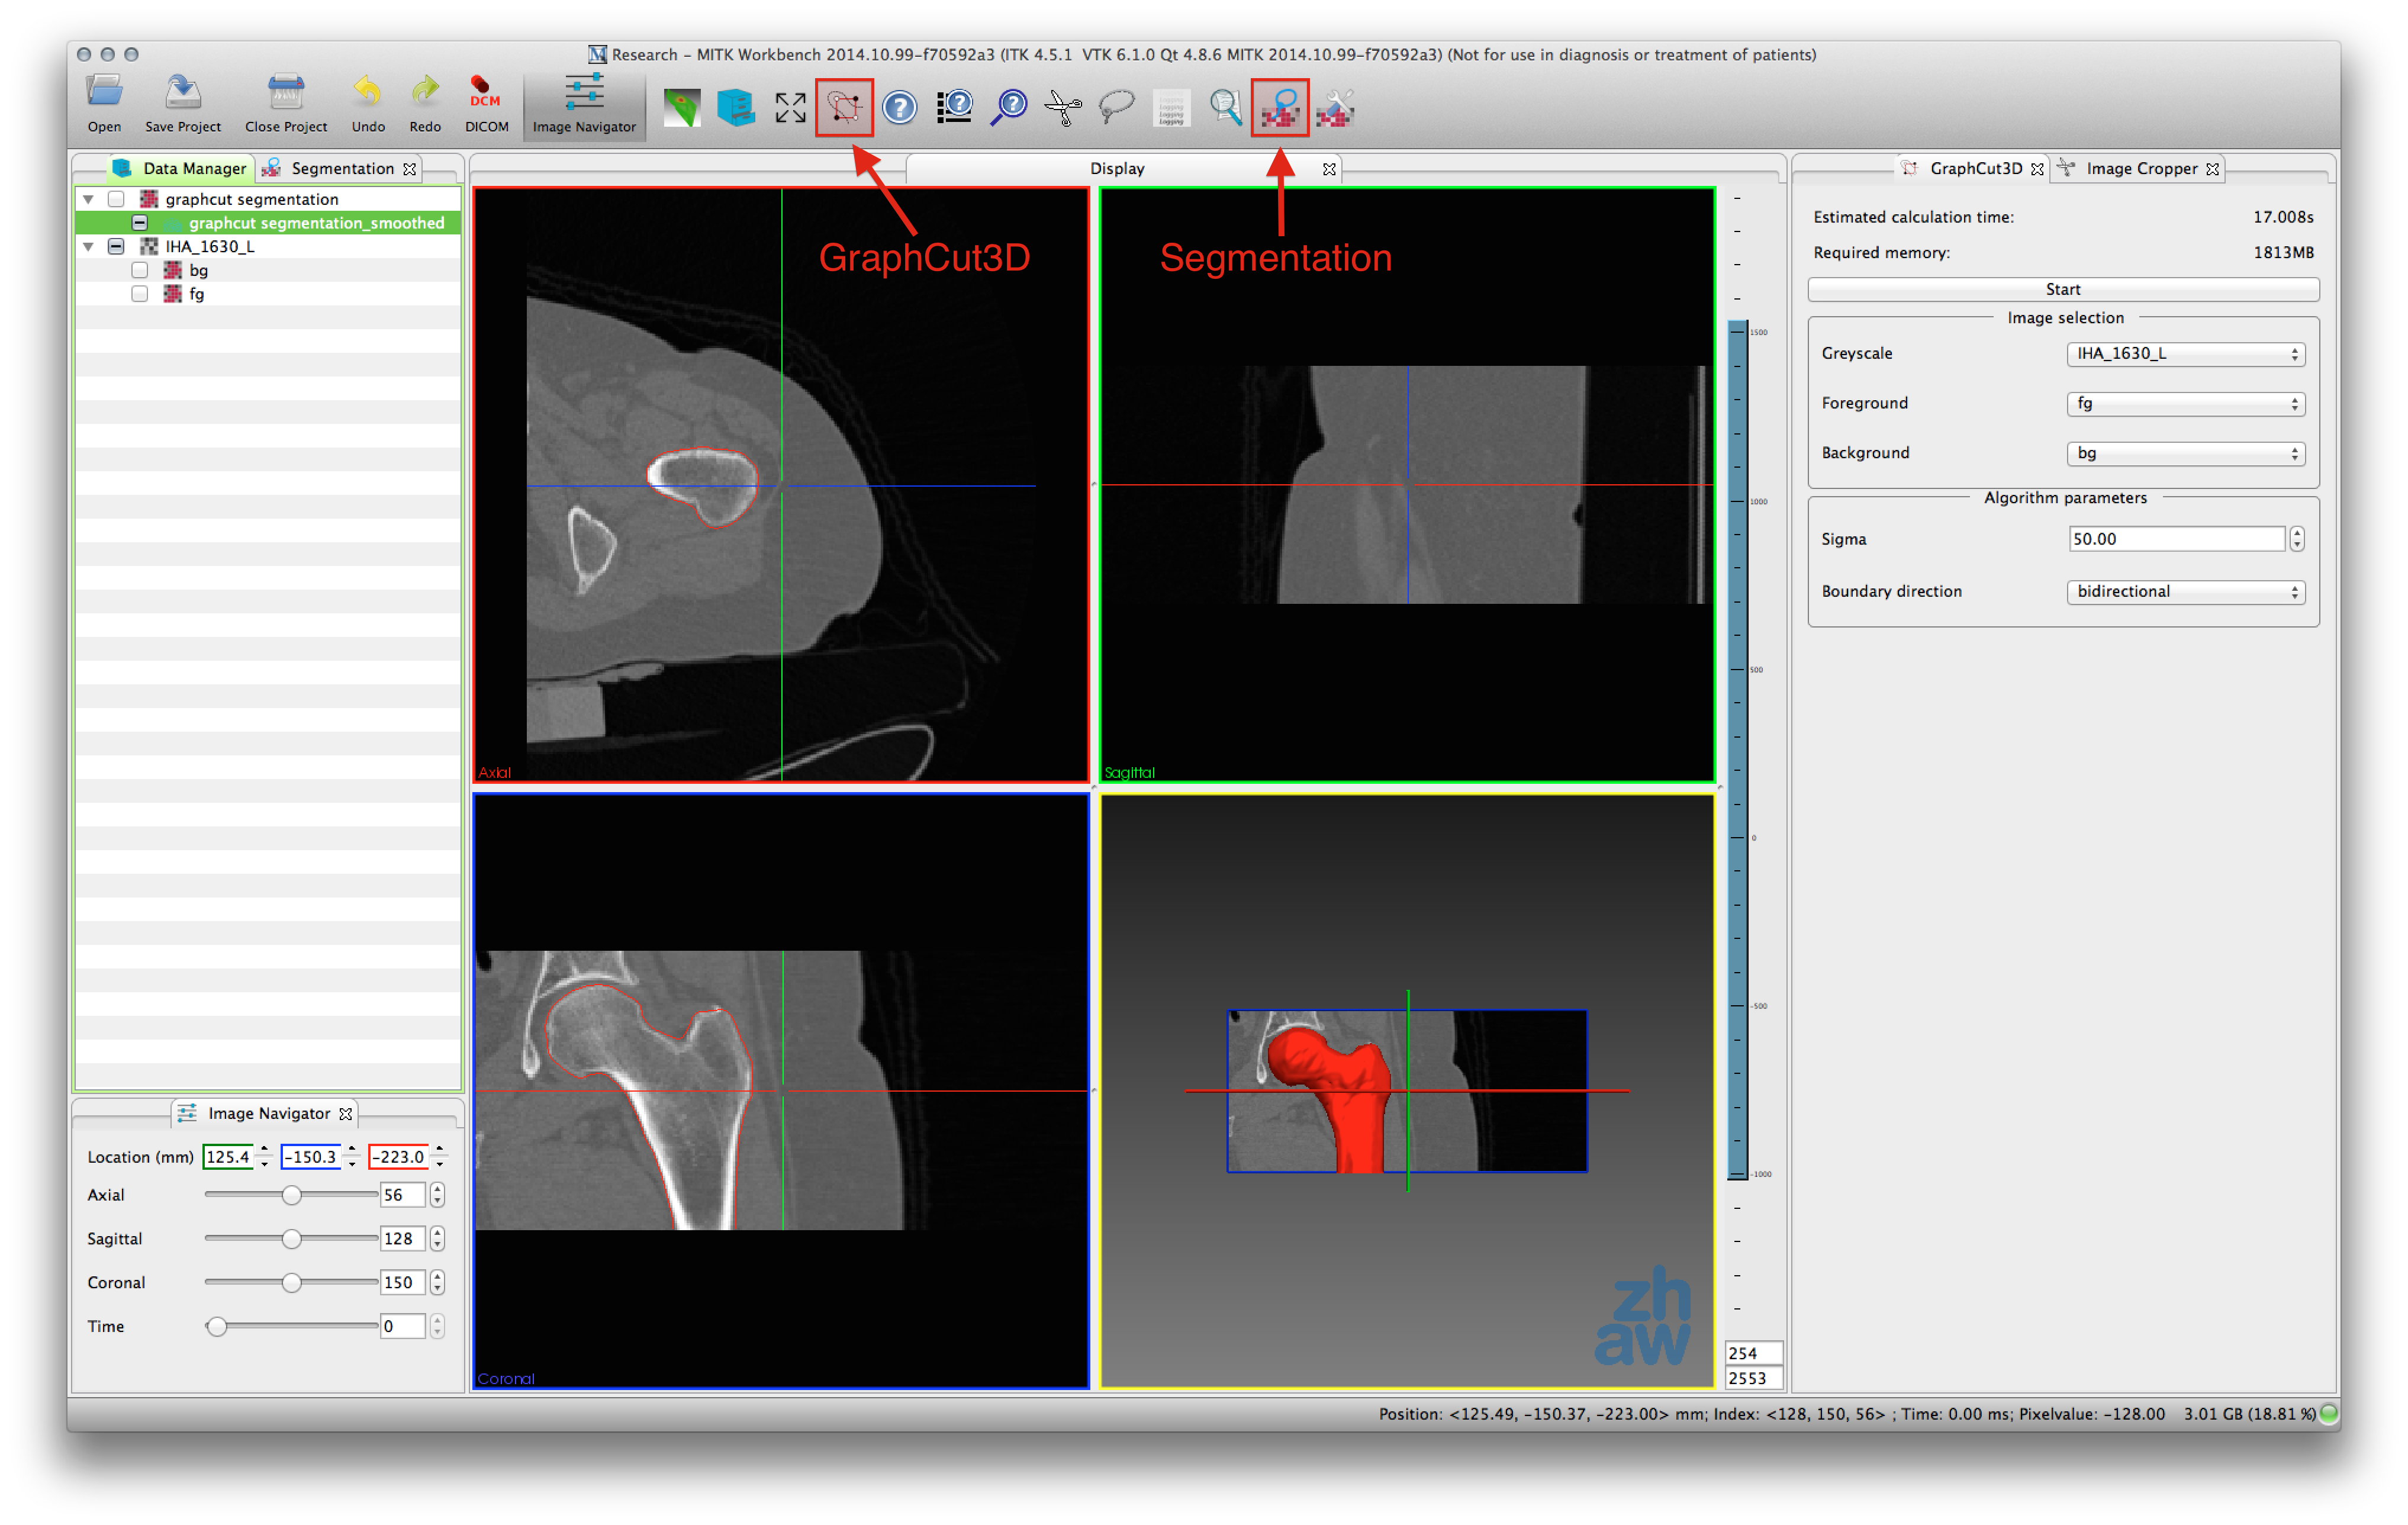 Research – MITK Workbench 2014.10.99–f70592a3 (ITK 4.5.1 VTK 6.1.0 Qt 4.8.6 MITK 2014.10.99–f70592a3) (Not for use in diagnosis or treatment of patients)
DCM
Open Save Project Close Project Undo Redo DICOM Image Navigator
Logging
Logging
Logging
Data Manager Segmentation
Display
GraphCut3D Image Cropper
graphcut segmentation
graphcut segmentation_smoothed
IHA_1630_L
bg
fg
GraphCut3D
Segmentation
Axial
Sagittal
Coronal
zh
aw
1500
1000
500
0
-500
-1000
254
2553
Estimated calculation time: 17.008s
Required memory: 1813MB
Start
Image selection
Greyscale IHA_1630_L
Foreground fg
Background bg
Algorithm parameters
Sigma 50.00
Boundary direction bidirectional
Image Navigator
Location (mm) 125.4 -150.3 -223.0
Axial 56
Sagittal 128
Coronal 150
Time 0
Position: <125.49, -150.37, -223.00> mm; Index: <128, 150, 56> ; Time: 0.00 ms; Pixelvalue: -128.00 3.01 GB (18.81 %)